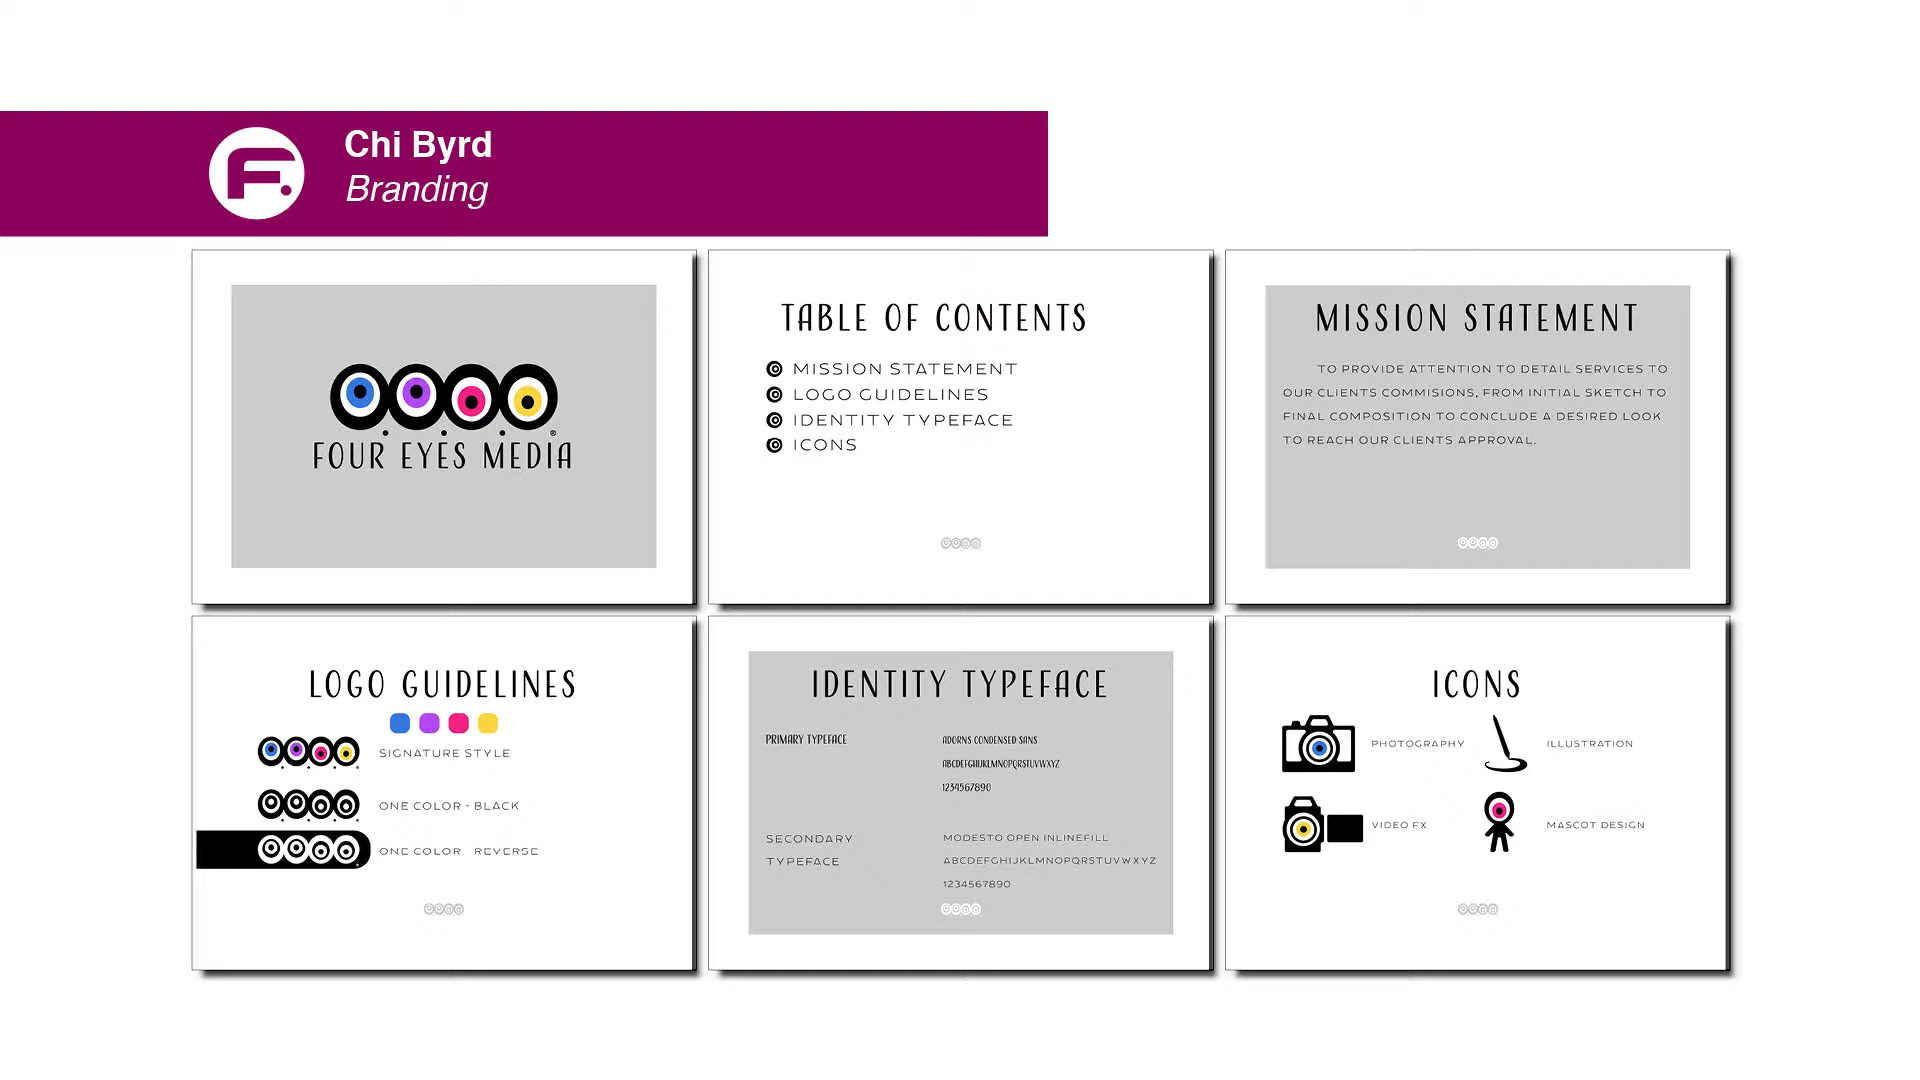 F.
Chi Byrd
Branding
FOUR EYES MEDIA
®
TABLE OF CONTENTS
MISSION STATEMENT
LOGO GUIDELINES
IDENTITY TYPEFACE
ICONS
MISSION STATEMENT
TO PROVIDE ATTENTION TO DETAIL SERVICES TO
OUR CLIENTS COMMISIONS, FROM INITIAL SKETCH TO
FINAL COMPOSITION TO CONCLUDE A DESIRED LOOK
TO REACH OUR CLIENTS APPROVAL.
LOGO GUIDELINES
SIGNATURE STYLE
ONE COLOR - BLACK
ONE COLOR REVERSE
IDENTITY TYPEFACE
PRIMARY TYPEFACE
ADORNS CONDENSED SANS
ABCDEFGHIJKLMNOPQRSTUVWXYZ
1234567890
SECONDARY
TYPEFACE
MODESTO OPEN INLINEFILL
ABCDEFGHIJKLMNOPQRSTUVWXYZ
1234567890
ICONS
PHOTOGRAPHY
ILLUSTRATION
VIDEO FX
MASCOT DESIGN